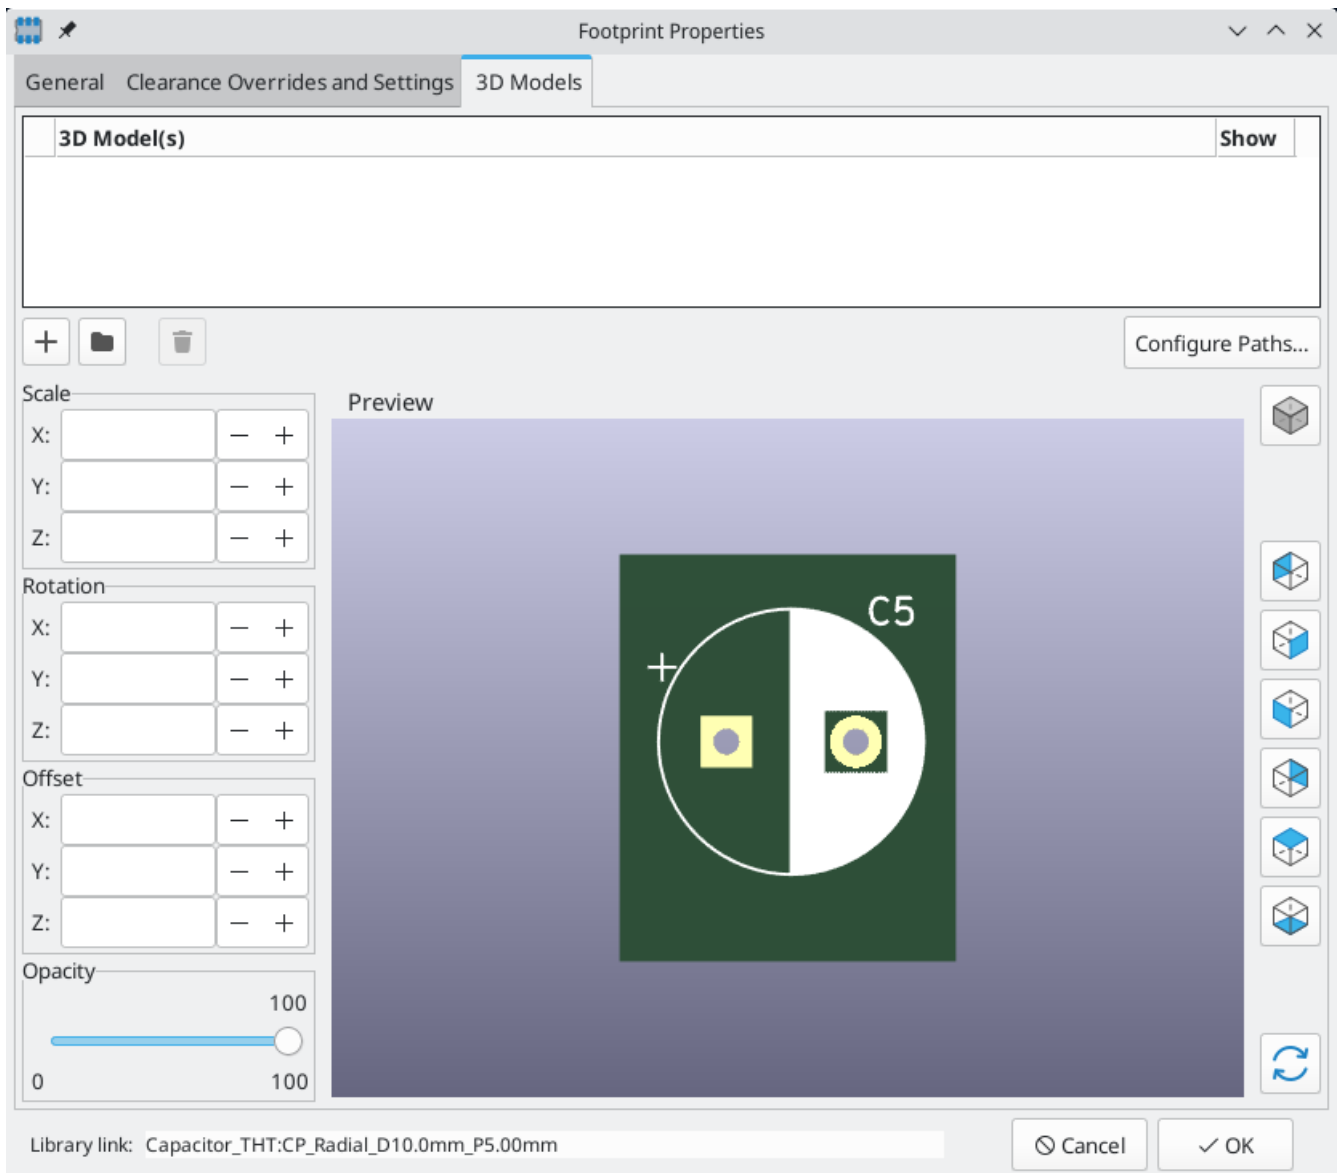 Footprint Properties
General Clearance Overrides and Settings 3D Models
3D Model(s) Show
Configure Paths...
Scale
X:
Y:
Z:
Rotation
X:
Y:
Z:
Offset
X:
Y:
Z:
Opacity
100
0 100
Preview
C5
+
Library link: Capacitor_THT:CP_Radial_D10.0mm_P5.00mm
Cancel OK